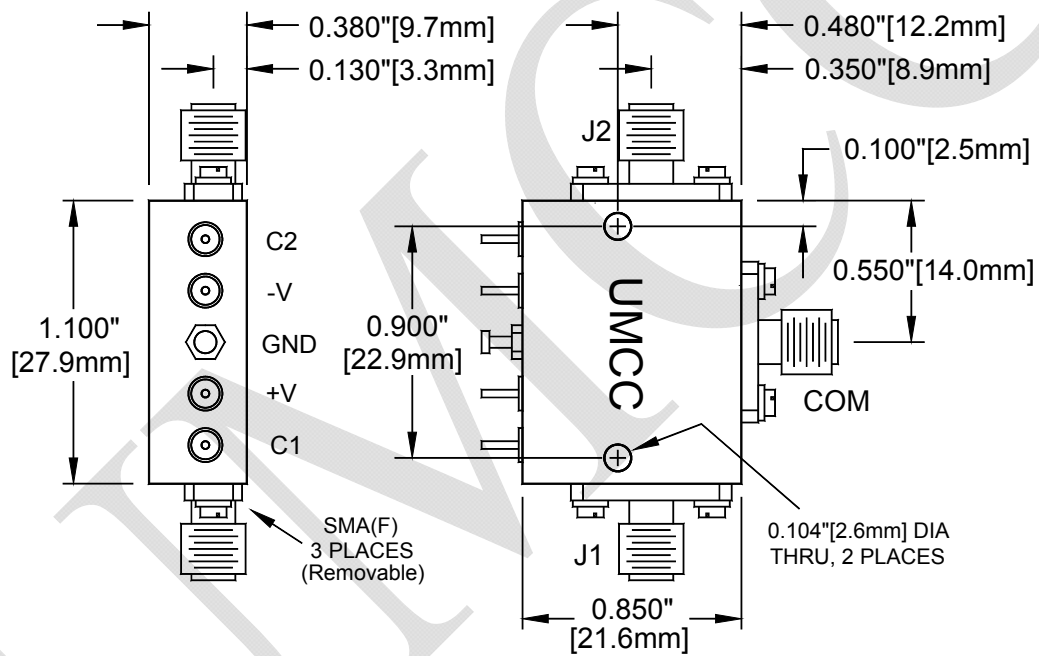 0.380"[9.7mm]
0.130"[3.3mm]
0.480"[12.2mm]
0.350"[8.9mm]
J2
0.100"[2.5mm]
0.550"[14.0mm]
C2
-V
GND
+V
C1
1.100"
[27.9mm]
0.900"
[22.9mm]
UMCC
COM
SMA(F)
3 PLACES
(Removable)
J1
0.104"[2.6mm] DIA
THRU, 2 PLACES
0.850"
[21.6mm]
UMCC